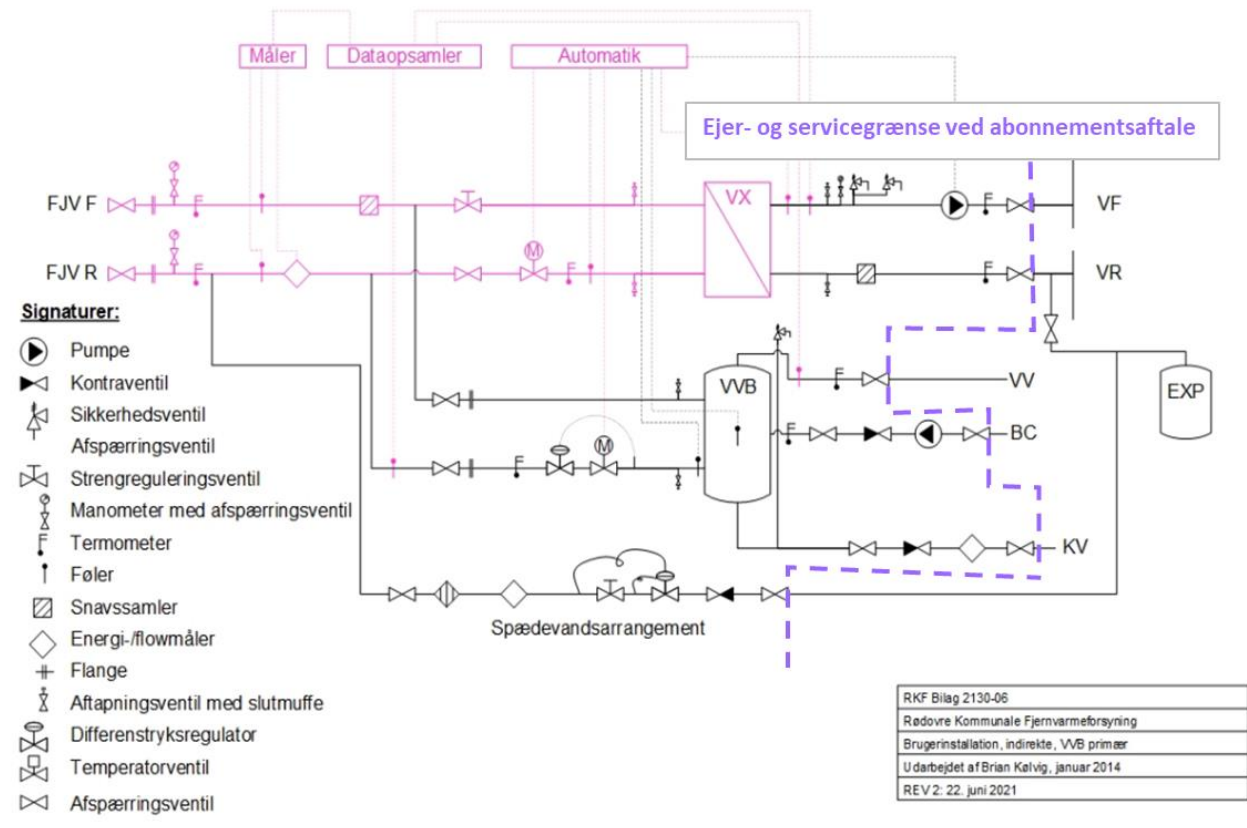 Måler
Dataopsamler
Automatik
Ejer- og servicegrænse ved abonnementsaftale
FJV F
VX
F
F
VF
FJV R
M
F
F
F
VR
Signaturer:
Pumpe
Kontraventil
Sikkerhedsventil
Afspærringsventil
Strengreguleringsventil
Manometer med afspærringsventil
F
Termometer
Føler
Snavssamler
Energi-/flowmåler
Flange
Aftapningsventil med slutmuffe
Differenstryksregulator
Temperatorventil
Afspærringsventil
VVB
F
VV
EXP
F
BC
F
M
KV
Spædevandsarrangement
RKF Bilag 2130-06
Rødovre Kommunale Fjernvarmeforsyning
Brugerinstallation, indirekte, VVB primær
Udarbejdet af Brian Kølvig, januar 2014
REV 2: 22. juni 2021